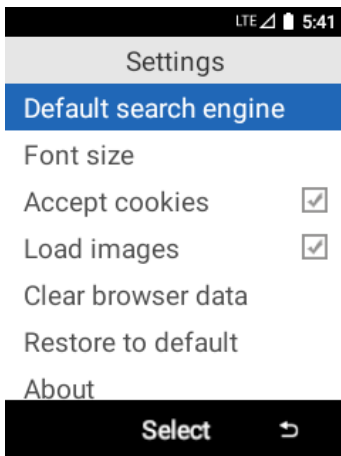 LTE 5:41
Settings
Default search engine
Font size
Accept cookies
Load images
Clear browser data
Restore to default
About
Select